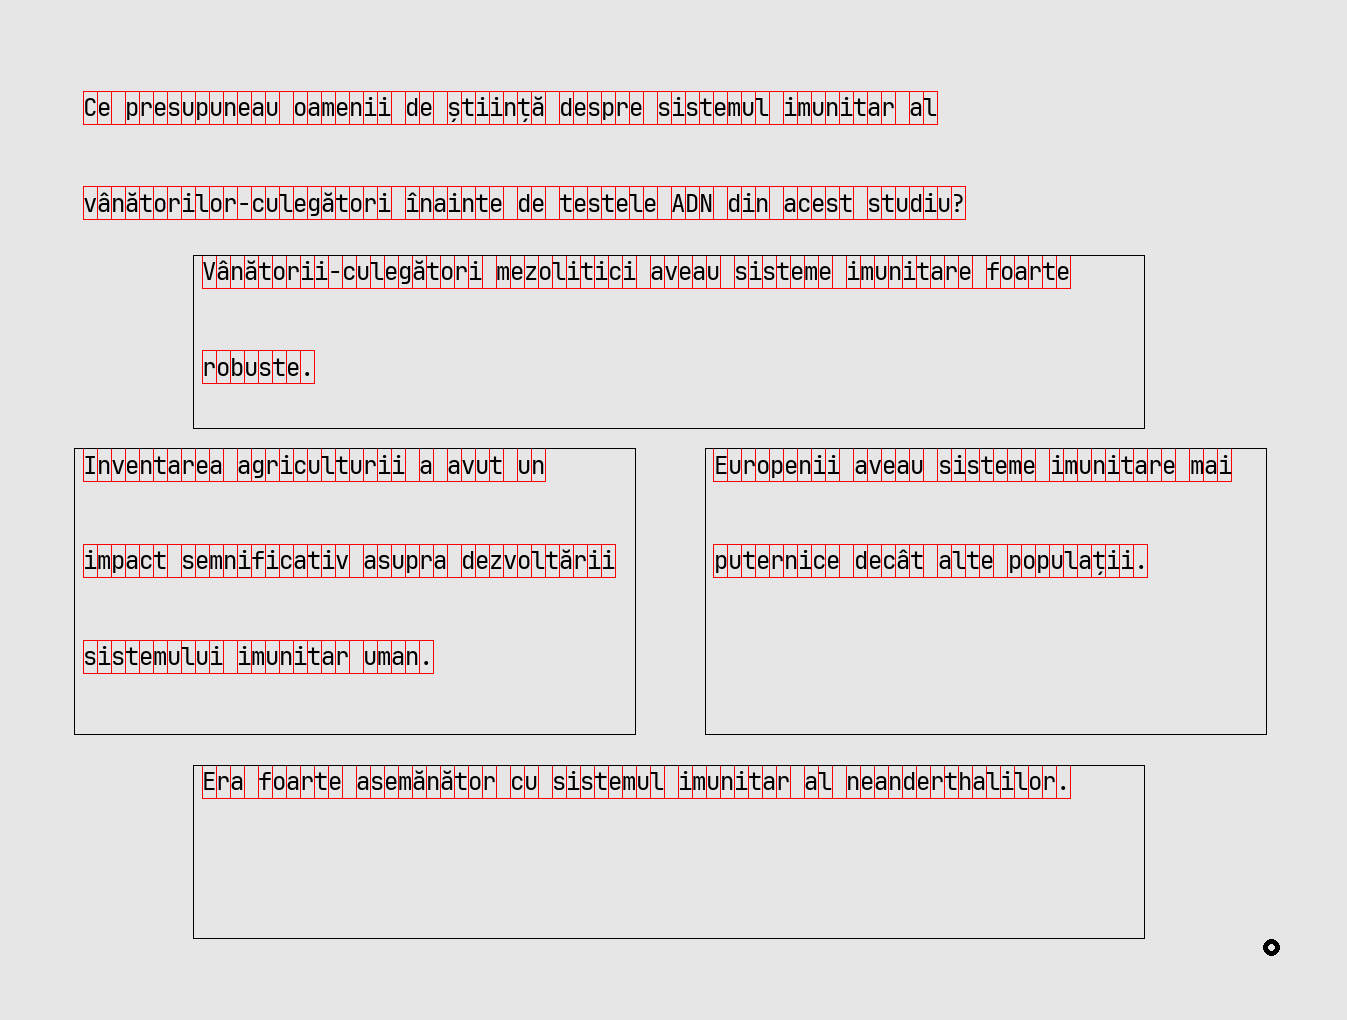 Ce presupuneau oamenii de știință despre sistemul imunitar al
vânătorilor-culegători înainte de testele ADN din acest studiu?
Vânătorii-culegători mezolitici aveau sisteme imunitare foarte
robuste.
Inventarea agriculturii a avut un
impact semnificativ asupra dezvoltării
sistemului imunitar uman.
Europenii aveau sisteme imunitare mai
puternice decât alte populații.
Era foarte asemănător cu sistemul imunitar al neanderthalilor.